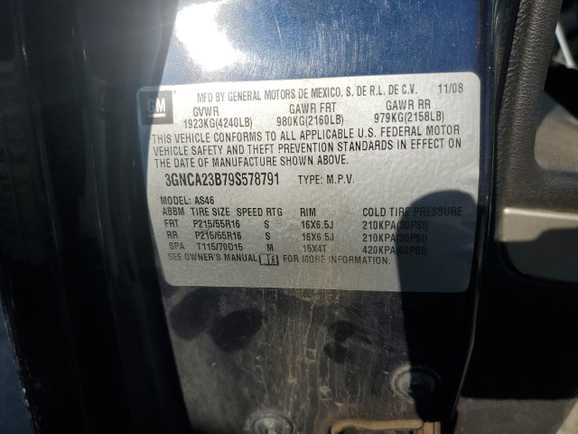 GM
MFD BY GENERAL MOTORS DE MEXICO, S. DE R.L. DE C.V. 11/08
GVWR GAWR FRT GAWR RR
1923KG(4240LB) 980KG(2160LB) 979KG(2158LB)
THIS VEHICLE CONFORMS TO ALL APPLICABLE U.S. FEDERAL MOTOR
VEHICLE SAFETY AND THEFT PREVENTION STANDARDS IN EFFECT ON
THE DATE OF MANUFACTURE SHOWN ABOVE.
3GNCA23B79S578791 TYPE: M.P.V.
MODEL: AS46
ABBM TIRE SIZE SPEED RTG RIM COLD TIRE PRESSURE
FRT P215/55R16 S 16X6.5J 210KPA(30PSI)
RR P215/55R16 S 16X6.5J 210KPA(30PSI)
SPA T115/70D15 M 15X4T 420KPA(60PSI)
SEE OWNER'S MANUAL FOR MORE INFORMATION.